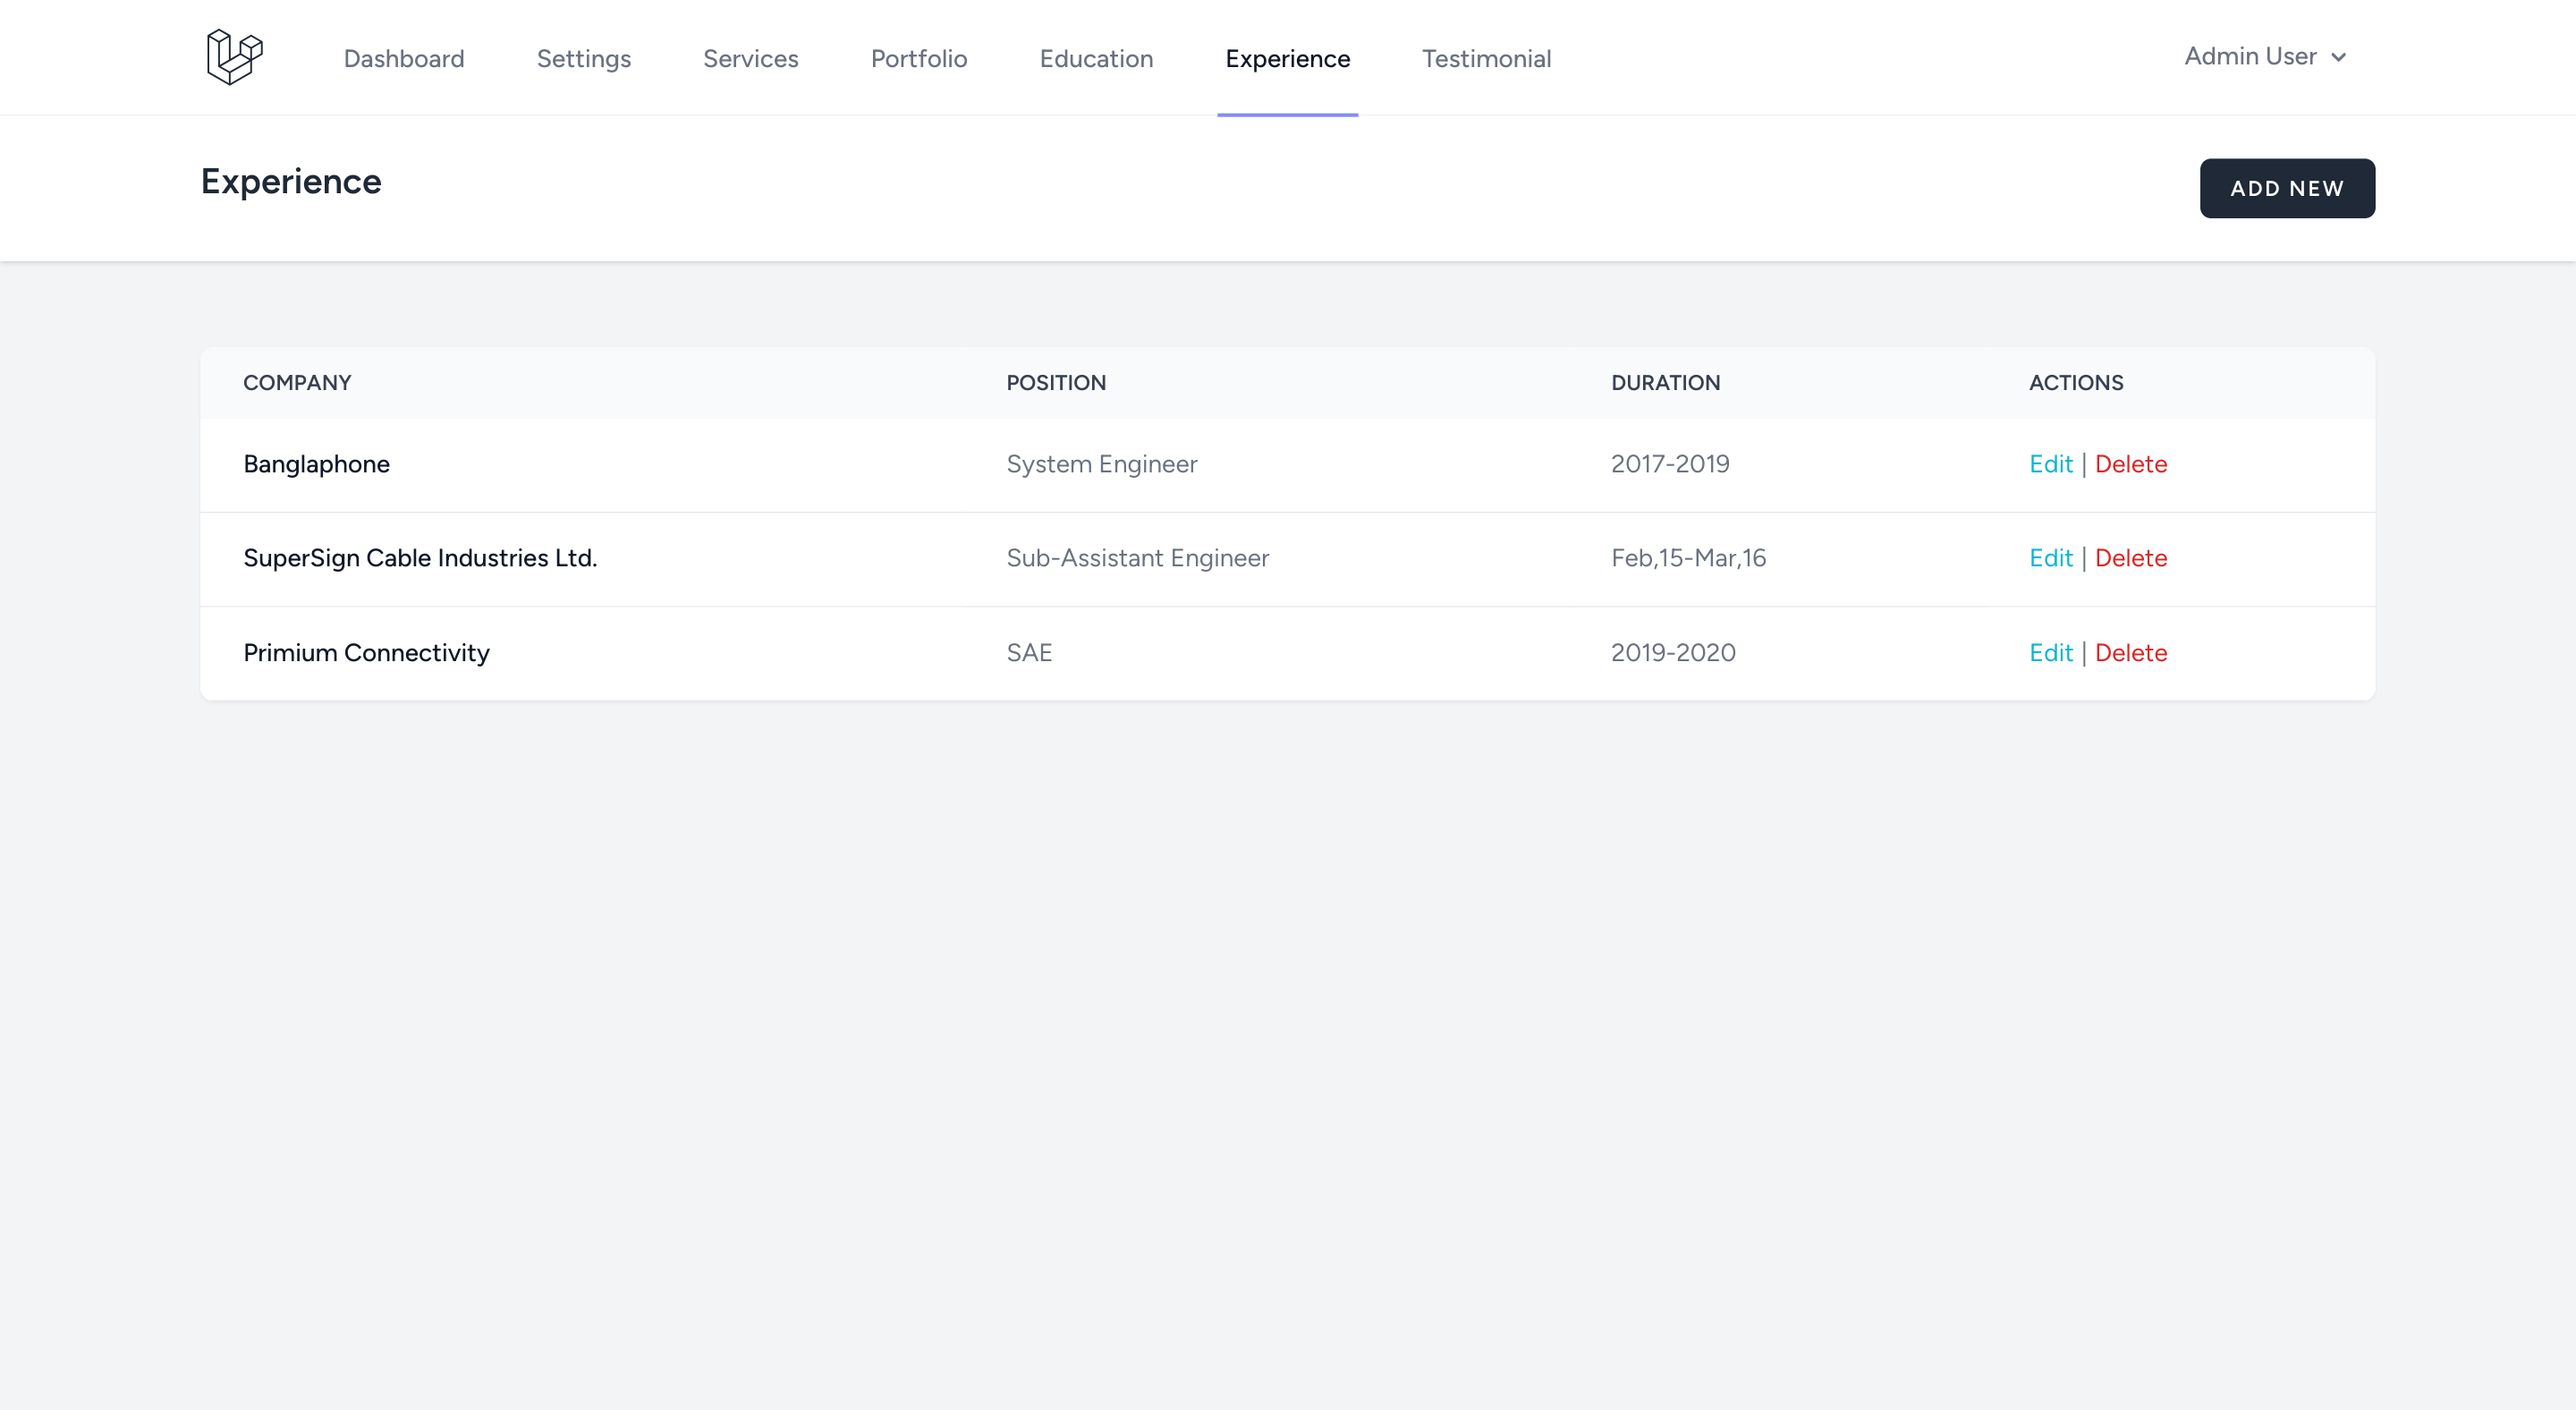 Dashboard Settings Services Portfolio Education Experience Testimonial Admin User
Experience ADD NEW
COMPANY POSITION DURATION ACTIONS
Banglaphone System Engineer 2017-2019 Edit | Delete
SuperSign Cable Industries Ltd. Sub-Assistant Engineer Feb,15-Mar,16 Edit | Delete
Primium Connectivity SAE 2019-2020 Edit | Delete